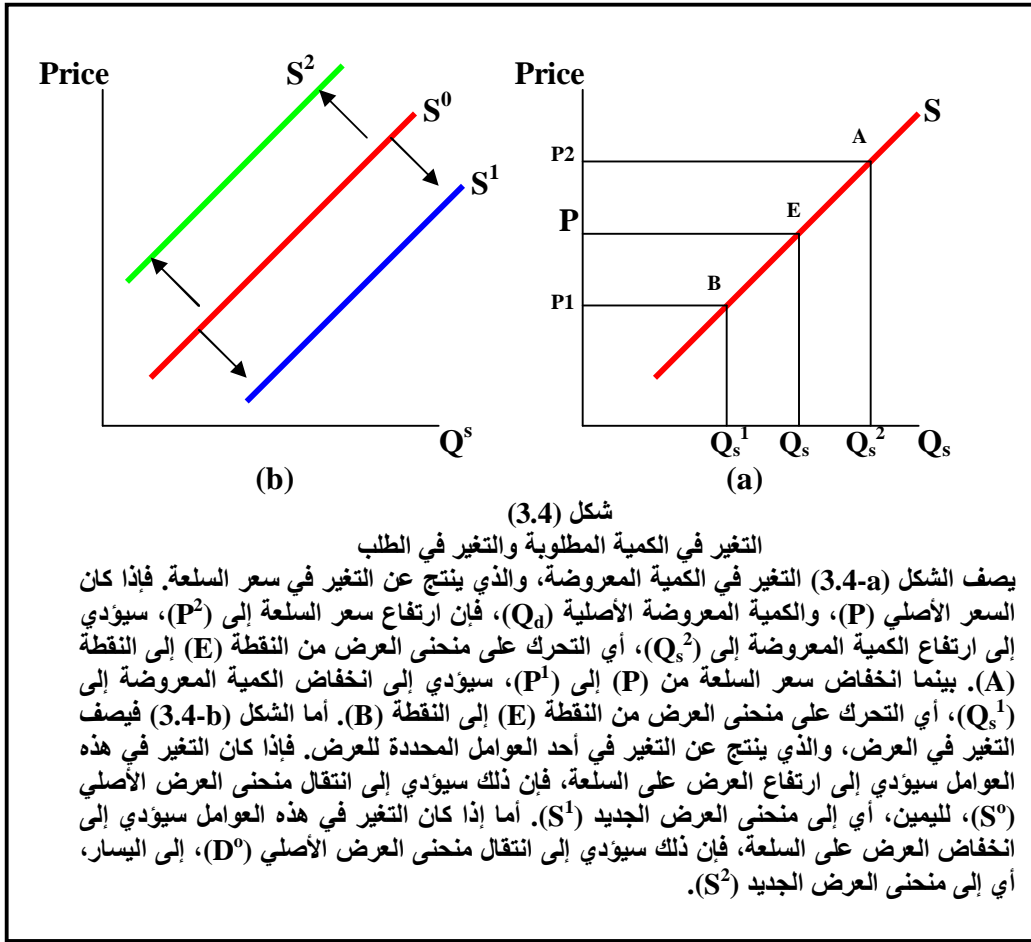 Price
S²
S⁰
S¹
Qˢ
(b)
Price
S
A
P2
E
P
B
P1
Qₛ¹ Qₛ Qₛ² Qₛ
(a)
شكل (3.4)
التغير في الكمية المطلوبة والتغير في الطلب
يصف الشكل (3.4-a) التغير في الكمية المعروضة، والذي ينتج عن التغير في سعر السلعة. فإذا كان
السعر الأصلي (P)، والكمية المعروضة الأصلية (Q_d)، فإن ارتفاع سعر السلعة إلى (P²)، سيؤدي
إلى ارتفاع الكمية المعروضة إلى (Qₛ²)، أي التحرك على منحنى العرض من النقطة (E) إلى النقطة
(A). بينما انخفاض سعر السلعة من (P) إلى (P¹)، سيؤدي إلى انخفاض الكمية المعروضة إلى
(Qₛ¹)، أي التحرك على منحنى العرض من النقطة (E) إلى النقطة (B). أما الشكل (3.4-b) فيصف
التغير في العرض، والذي ينتج عن التغير في أحد العوامل المحددة للعرض. فإذا كان التغير في هذه
العوامل سيؤدي إلى ارتفاع العرض على السلعة، فإن ذلك سيؤدي إلى انتقال منحنى العرض الأصلي
(Sº)، لليمين، أي إلى منحنى العرض الجديد (S¹). أما إذا كان التغير في هذه العوامل سيؤدي إلى
انخفاض العرض على السلعة، فإن ذلك سيؤدي إلى انتقال منحنى العرض الأصلي (Dº)، إلى اليسار،
أي إلى منحنى العرض الجديد (S²).